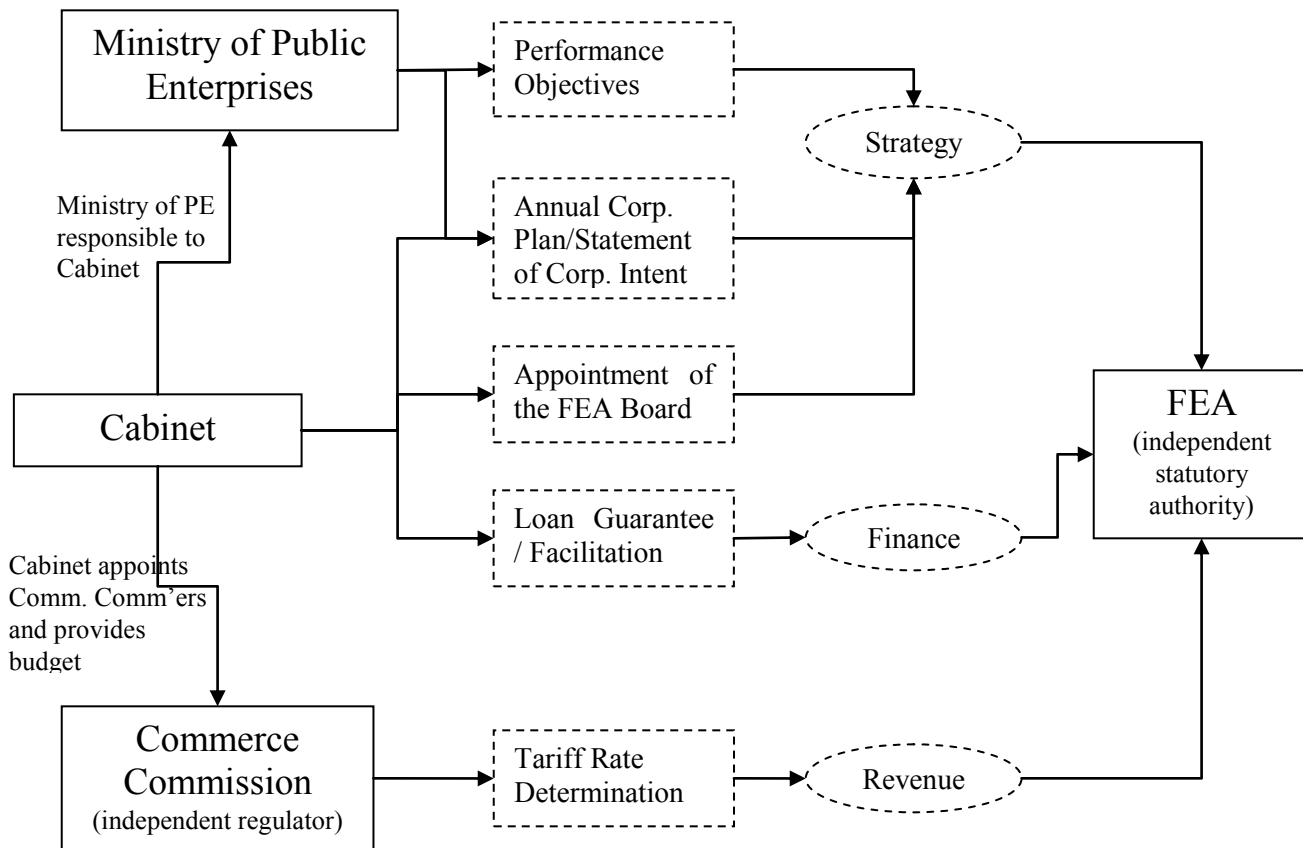 Ministry of Public
Enterprises
Performance
Objectives
Strategy
Ministry of PE
responsible to
Cabinet
Annual Corp.
Plan/Statement
of Corp. Intent
Cabinet
Appointment of
the FEA Board
FEA
(independent
statutory
authority)
Loan Guarantee
/ Facilitation
Finance
Cabinet appoints
Comm. Comm’ers
and provides
budget
Commerce
Commission
(independent regulator)
Tariff Rate
Determination
Revenue